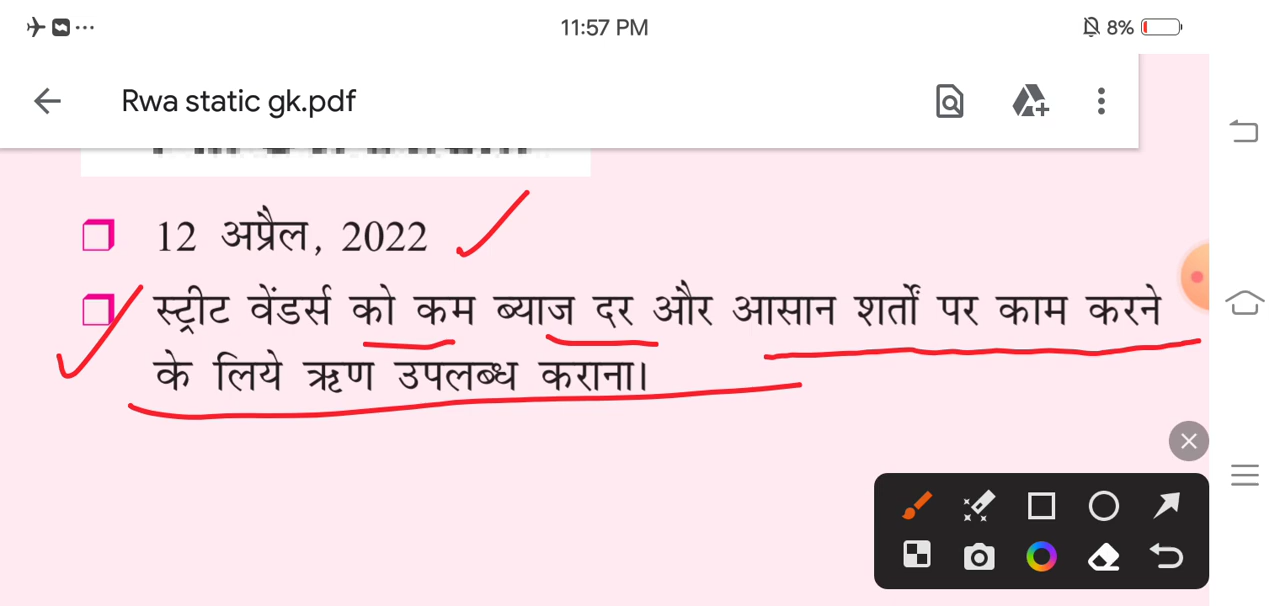 11:57 PM
8%
Rwa static gk.pdf
12 अप्रैल, 2022
स्ट्रीट वेंडर्स को कम ब्याज दर और आसान शर्तों पर काम करने
के लिये ऋण उपलब्ध कराना।